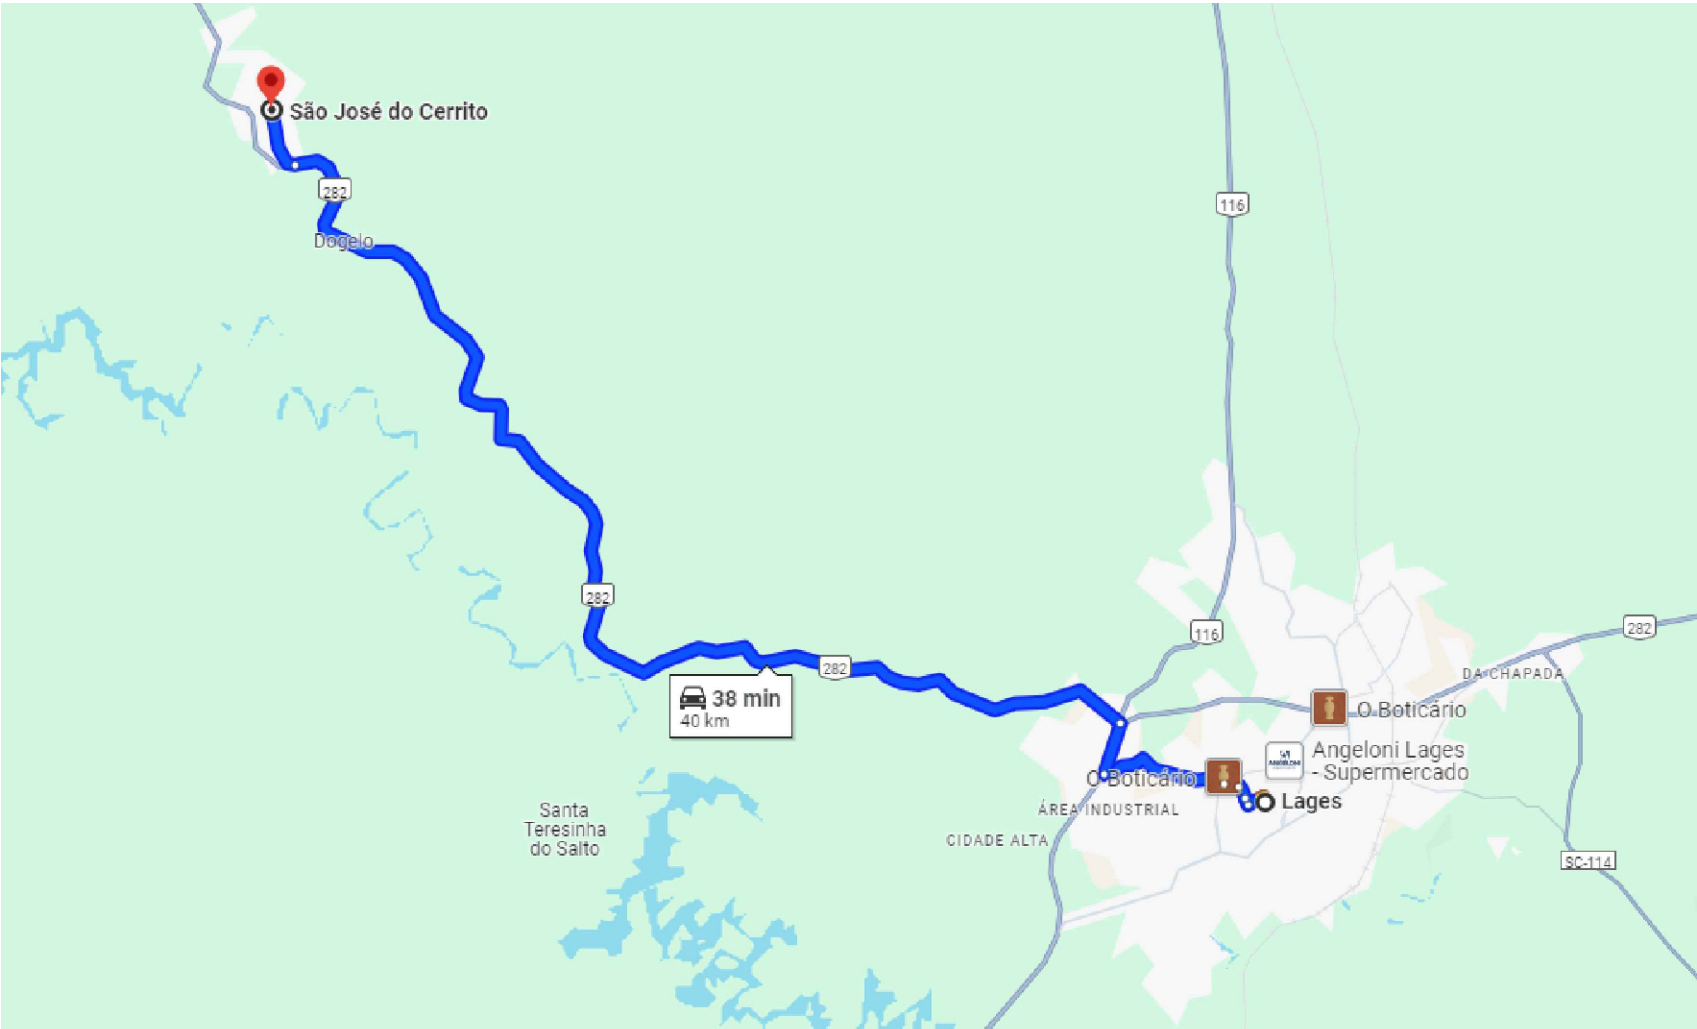 São José do Cerrito
282
Dogelo
116
282
116
282
282
DA CHAPADA
38 min
40 km
O Boticário
Angeloni Lages
- Supermercado
O Boticário
Lages
ÁREA INDUSTRIAL
CIDADE ALTA
Santa
Teresinha
do Salto
SC-114